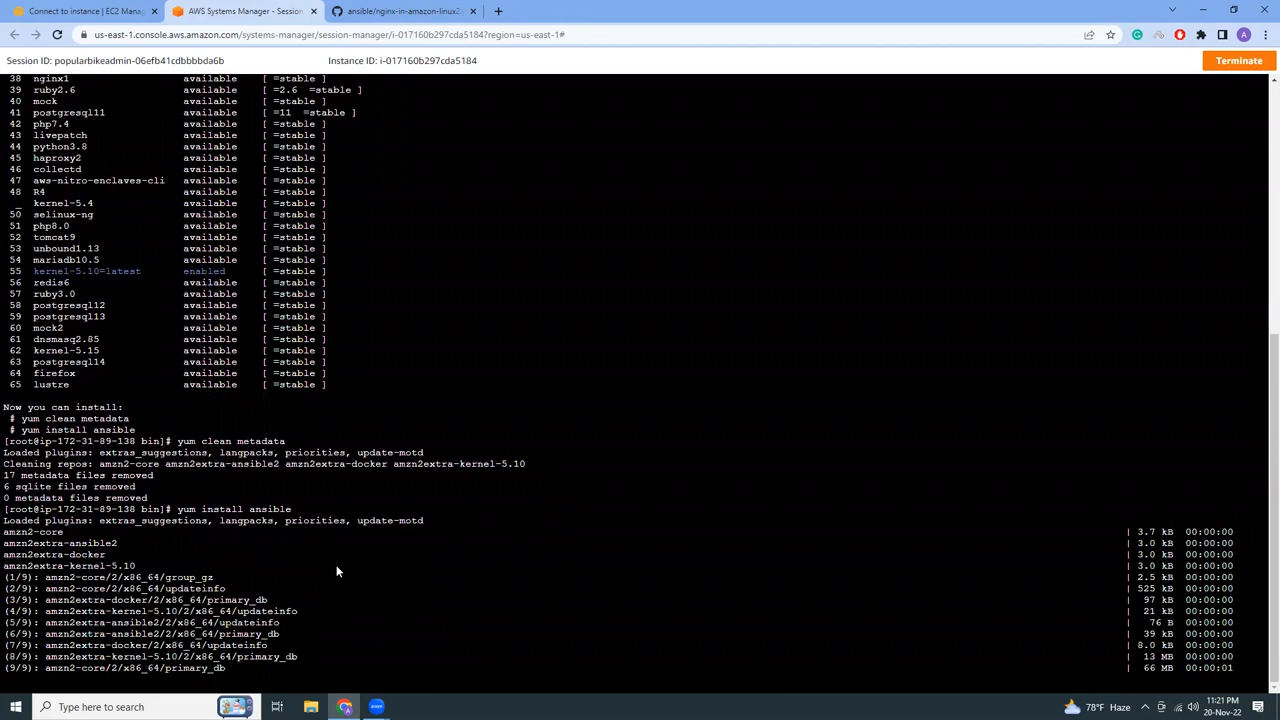 Connect to instance | EC2 Mana
AWS Systems Manager - Session
ansible/nginx-in-amazon-linux2
us-east-1.console.aws.amazon.com/systems-manager/session-manager/i-017160b297cda5184?region=us-east-1#
A
Session ID: popularbikeadmin-06efb41cdbbbbda6b
Instance ID: i-017160b297cda5184
Terminate
38 nginx1 available [ =stable ]
39 ruby2.6 available [ =2.6 =stable ]
40 mock available [ =stable ]
41 postgresql11 available [ =11 =stable ]
42 php7.4 available [ =stable ]
43 livepatch available [ =stable ]
44 python3.8 available [ =stable ]
45 haproxy2 available [ =stable ]
46 collectd available [ =stable ]
47 aws-nitro-enclaves-cli available [ =stable ]
48 R4 available [ =stable ]
_ kernel-5.4 available [ =stable ]
50 selinux-ng available [ =stable ]
51 php8.0 available [ =stable ]
52 tomcat9 available [ =stable ]
53 unbound1.13 available [ =stable ]
54 mariadb10.5 available [ =stable ]
55 kernel-5.10=latest enabled [ =stable ]
56 redis6 available [ =stable ]
57 ruby3.0 available [ =stable ]
58 postgresql12 available [ =stable ]
59 postgresql13 available [ =stable ]
60 mock2 available [ =stable ]
61 dnsmasq2.85 available [ =stable ]
62 kernel-5.15 available [ =stable ]
63 postgresql14 available [ =stable ]
64 firefox available [ =stable ]
65 lustre available [ =stable ]
Now you can install:
# yum clean metadata
# yum install ansible
[root@ip-172-31-89-138 bin]# yum clean metadata
Loaded plugins: extras_suggestions, langpacks, priorities, update-motd
Cleaning repos: amzn2-core amzn2extra-ansible2 amzn2extra-docker amzn2extra-kernel-5.10
17 metadata files removed
6 sqlite files removed
0 metadata files removed
[root@ip-172-31-89-138 bin]# yum install ansible
Loaded plugins: extras_suggestions, langpacks, priorities, update-motd
amzn2-core | 3.7 kB 00:00:00
amzn2extra-ansible2 | 3.0 kB 00:00:00
amzn2extra-docker | 3.0 kB 00:00:00
amzn2extra-kernel-5.10 | 3.0 kB 00:00:00
(1/9): amzn2-core/2/x86_64/group_gz | 2.5 kB 00:00:00
(2/9): amzn2-core/2/x86_64/updateinfo | 525 kB 00:00:00
(3/9): amzn2extra-docker/2/x86_64/primary_db | 97 kB 00:00:00
(4/9): amzn2extra-kernel-5.10/2/x86_64/updateinfo | 21 kB 00:00:00
(5/9): amzn2extra-ansible2/2/x86_64/updateinfo | 76 B 00:00:00
(6/9): amzn2extra-ansible2/2/x86_64/primary_db | 39 kB 00:00:00
(7/9): amzn2extra-docker/2/x86_64/updateinfo | 8.0 kB 00:00:00
(8/9): amzn2extra-kernel-5.10/2/x86_64/primary_db | 13 MB 00:00:00
(9/9): amzn2-core/2/x86_64/primary_db | 66 MB 00:00:01
Type here to search
78°F Haze
11:21 PM
20-Nov-22